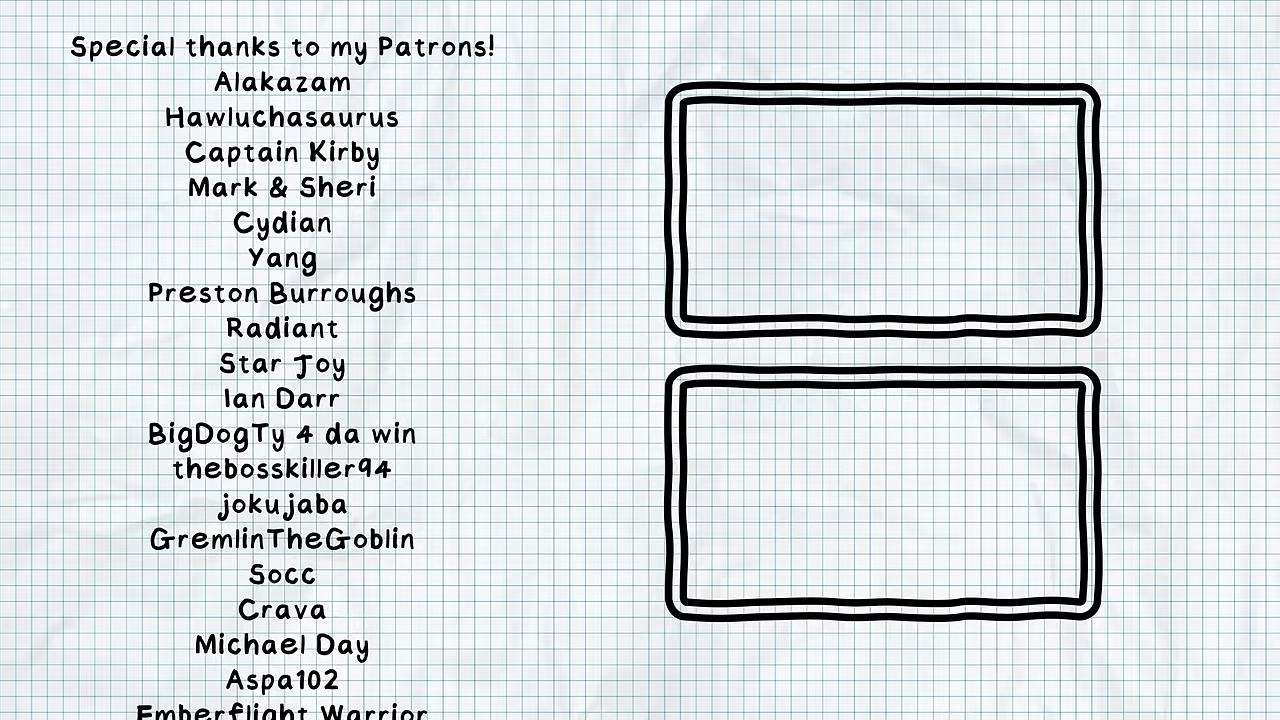 Special thanks to my Patrons!
Alakazam
Hawluchasaurus
Captain Kirby
Mark & Sheri
Cydian
Yang
Preston Burroughs
Radiant
Star Joy
Ian Darr
BigDogTy 4 da win
thebosskiller94
jokujaba
GremlinTheGoblin
Socc
Crava
Michael Day
Aspa102
Emberflight Warrior